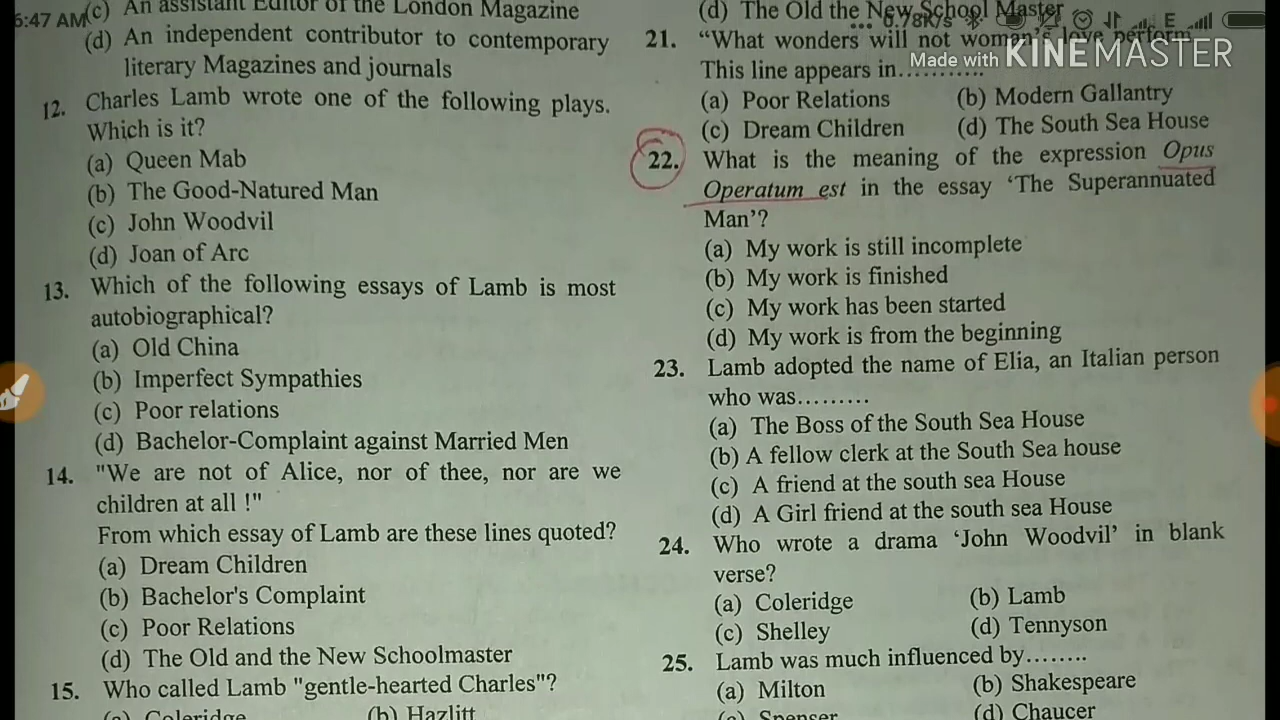 6:47 AM
6.78K/s
E
Made with KINEMASTER
(c) An assistant Editor of the London Magazine
(d) An independent contributor to contemporary
literary Magazines and journals
12. Charles Lamb wrote one of the following plays.
Which is it?
(a) Queen Mab
(b) The Good-Natured Man
(c) John Woodvil
(d) Joan of Arc
13. Which of the following essays of Lamb is most
autobiographical?
(a) Old China
(b) Imperfect Sympathies
(c) Poor relations
(d) Bachelor-Complaint against Married Men
14. "We are not of Alice, nor of thee, nor are we
children at all !"
From which essay of Lamb are these lines quoted?
(a) Dream Children
(b) Bachelor's Complaint
(c) Poor Relations
(d) The Old and the New Schoolmaster
15. Who called Lamb "gentle-hearted Charles"?
(a) Coleridge (b) Hazlitt
(d) The Old the New School Master
21. “What wonders will not woman's love perform
This line appears in...........
(a) Poor Relations (b) Modern Gallantry
(c) Dream Children (d) The South Sea House
22. What is the meaning of the expression Opus
Operatum est in the essay ‘The Superannuated
Man’?
(a) My work is still incomplete
(b) My work is finished
(c) My work has been started
(d) My work is from the beginning
23. Lamb adopted the name of Elia, an Italian person
who was.........
(a) The Boss of the South Sea House
(b) A fellow clerk at the South Sea house
(c) A friend at the south sea House
(d) A Girl friend at the south sea House
24. Who wrote a drama ‘John Woodvil’ in blank
verse?
(a) Coleridge (b) Lamb
(c) Shelley (d) Tennyson
25. Lamb was much influenced by........
(a) Milton (b) Shakespeare
(c) Spenser (d) Chaucer